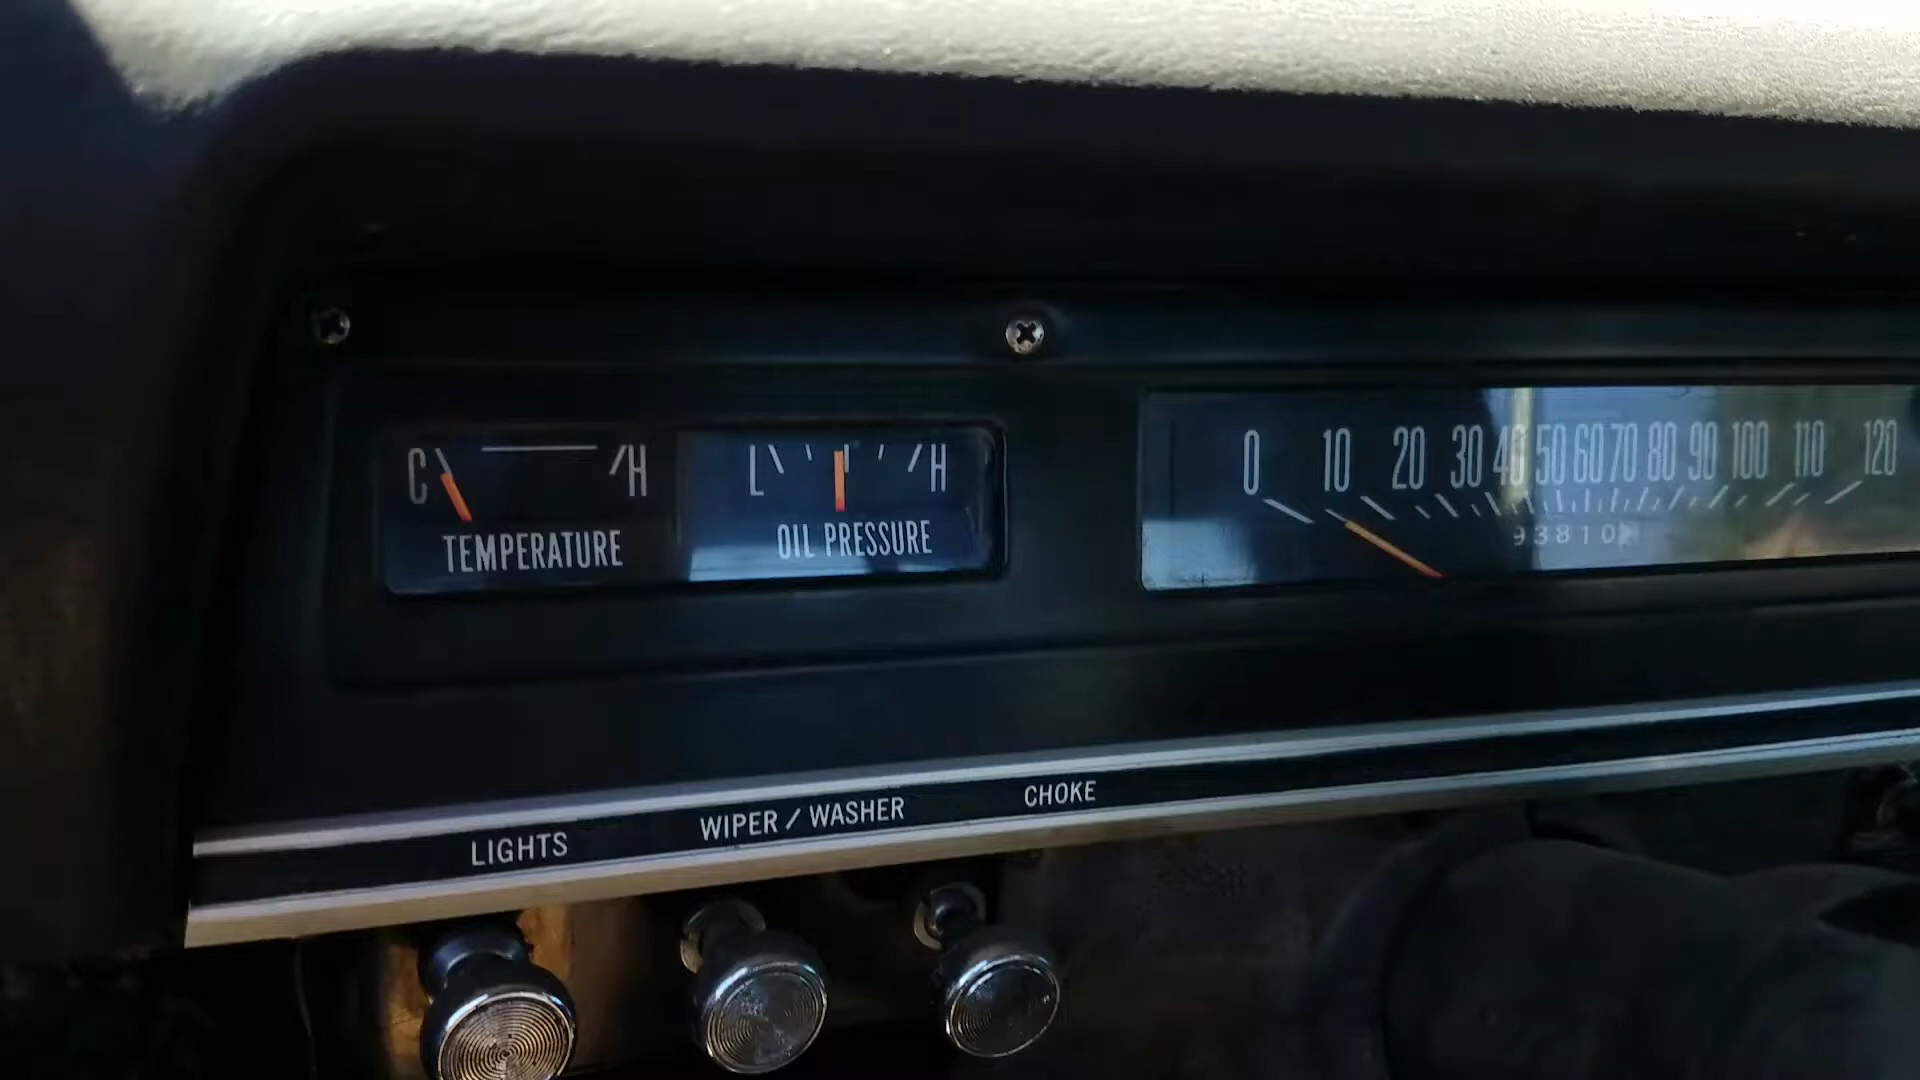 C H
TEMPERATURE
L H
OIL PRESSURE
0 10 20 30 40 50 60 70 80 90 100 110 120
93810
LIGHTS
WIPER / WASHER
CHOKE